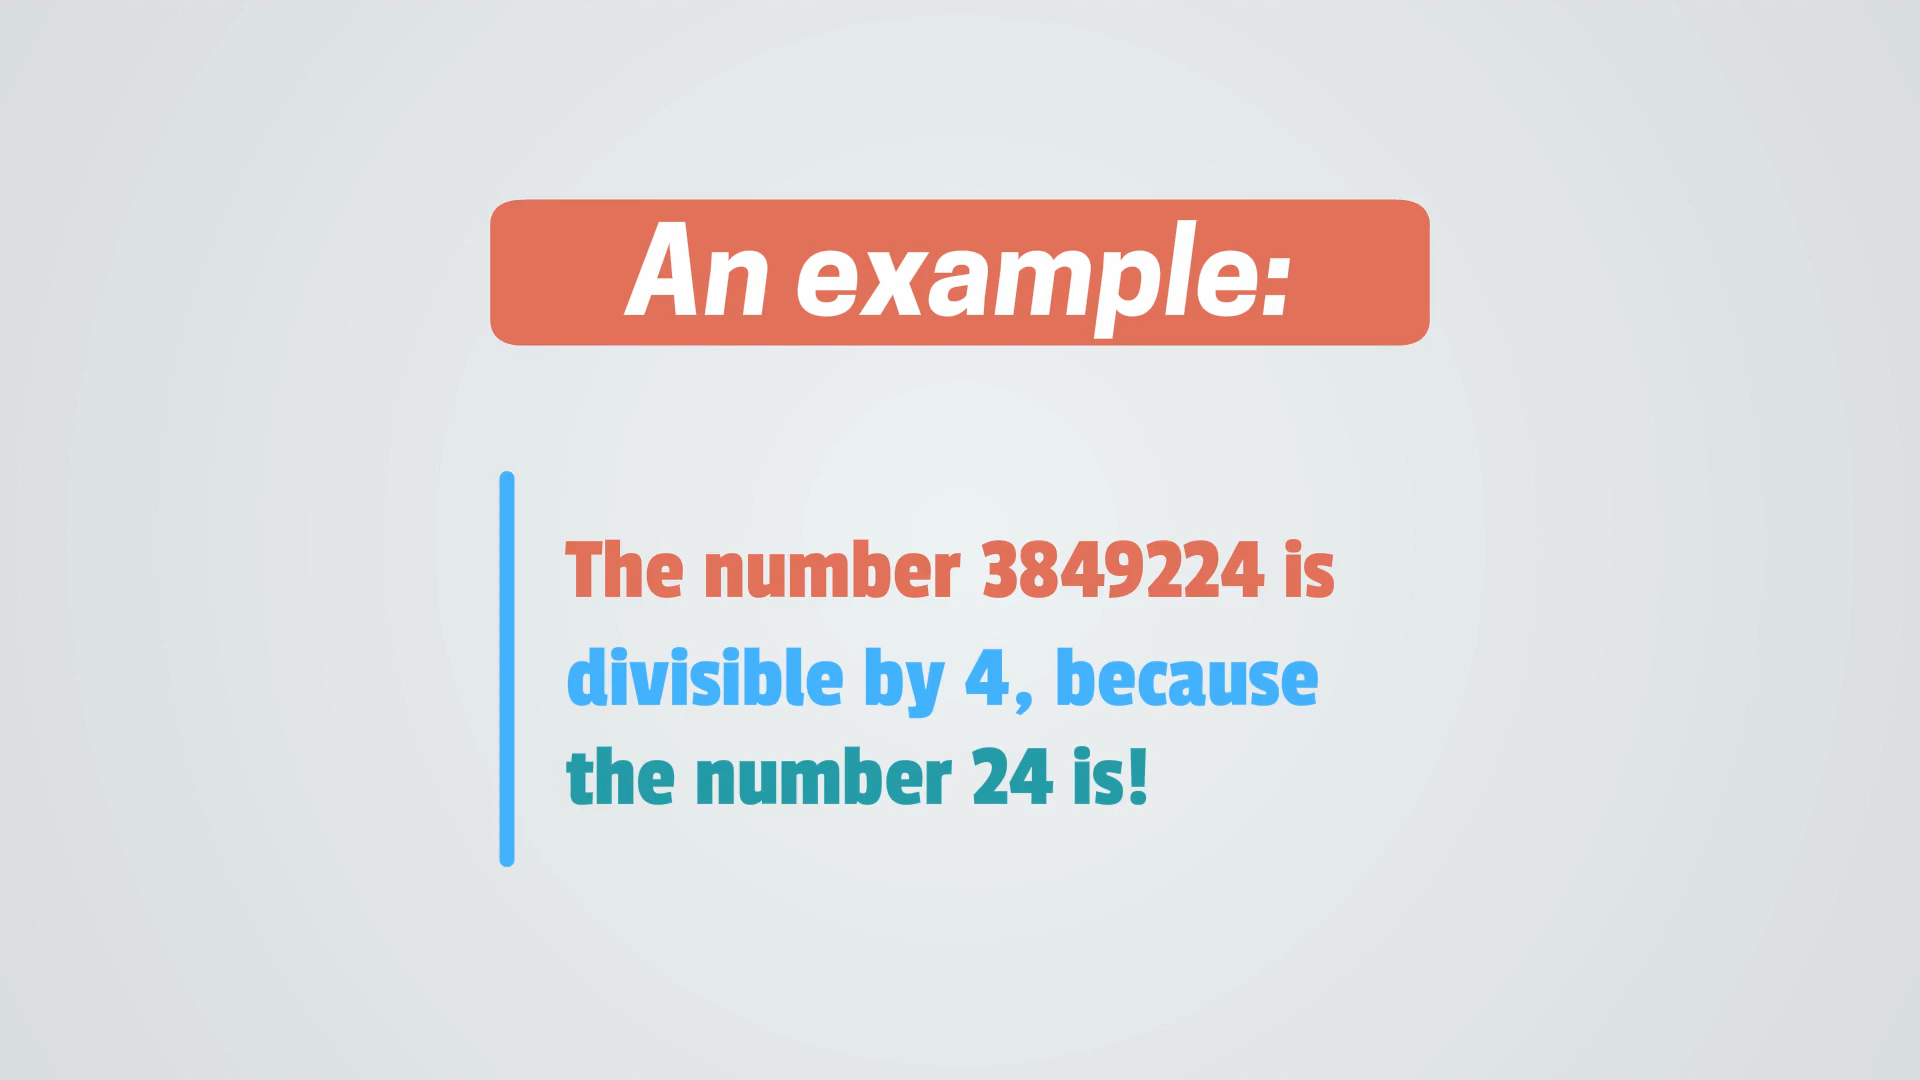 An example:
The number 3849224 is
divisible by 4, because
the number 24 is!